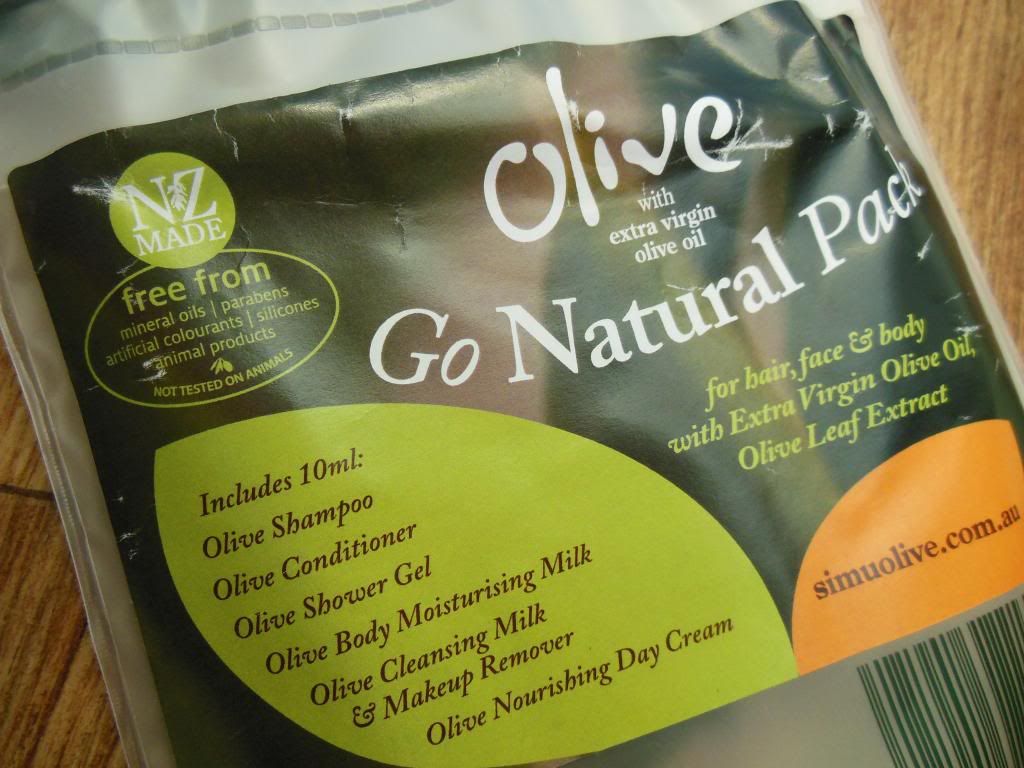 NZ
MADE
free from
mineral oils | parabens
artificial colourants | silicones
animal products
NOT TESTED ON ANIMALS
Olive
with
extra virgin
olive oil
Go Natural Pack
for hair, face & body
with Extra Virgin Olive Oil,
Olive Leaf Extract
Includes 10ml:
Olive Shampoo
Olive Conditioner
Olive Shower Gel
Olive Body Moisturising Milk
Olive Cleansing Milk
& Makeup Remover
Olive Nourishing Day Cream
simuolive.com.au